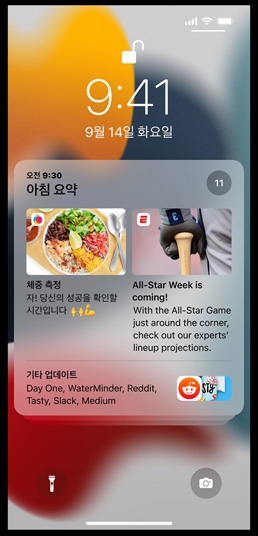 9:41
9월 14일 화요일
오전 9:30
아침 요약
11
체중 측정
자! 당신의 성공을 확인할
시간입니다 🙌💪
All-Star Week is
coming!
With the All-Star Game
just around the corner,
check out our experts'
lineup projections.
기타 업데이트
Day One, WaterMinder, Reddit,
Tasty, Slack, Medium